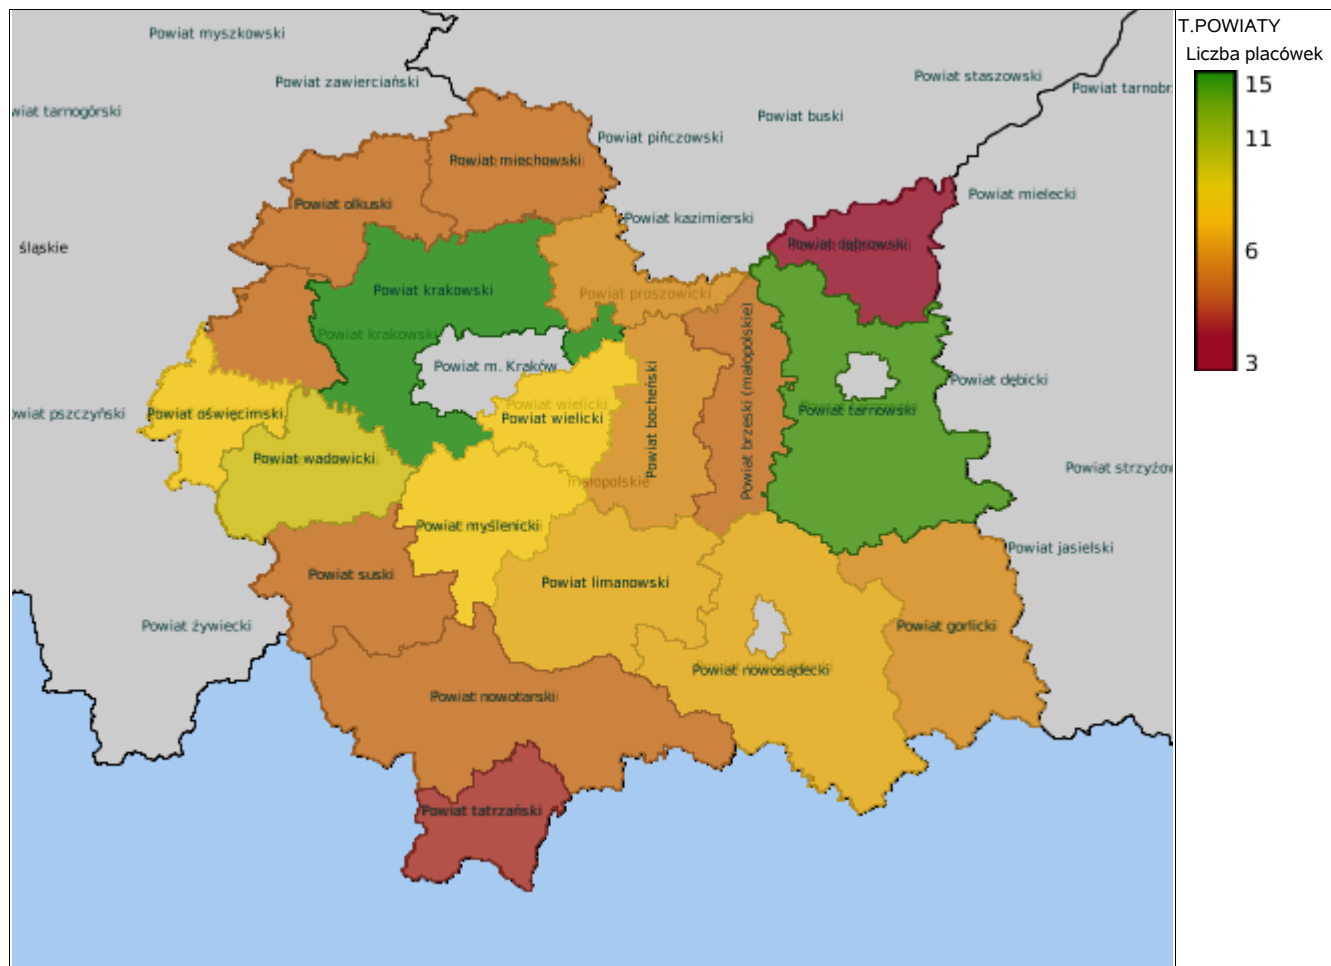 T.POWIATY
Liczba placówek
15
11
6
3
Powiat myszkowski
Powiat zawierciański
Powiat staszowski
Powiat tarnobr
wiat tarnogórski
Powiat buski
Powiat pińczowski
Powiat miechowski
Powiat mielecki
Powiat olkuski
Powiat kazimierski
śląskie
Powiat dąbrowski
Powiat krakowski
Powiat proszowicki
Powiat krakowski
Powiat m. Kraków
Powiat dębicki
Powiat brzeski (małopolskie)
Powiat bocheński
Powiat wielicki
Powiat wielicki
owiat pszczyński
Powiat oświęcimski
Powiat tarnowski
Powiat wadowicki
Powiat strzyżow
małopolskie
Powiat myślenicki
Powiat jasielski
Powiat suski
Powiat limanowski
Powiat żywiecki
Powiat gorlicki
Powiat nowosądecki
Powiat nowotarski
Powiat tatrzański